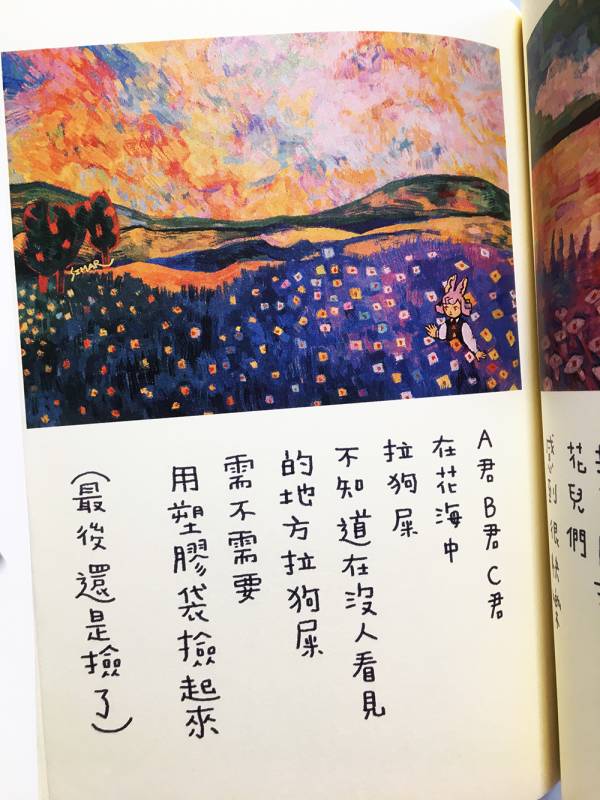 花兒們
感到很快樂
A君B君C君
在花海中
拉狗屎
不知道在沒人看見
的地方拉狗屎
需不需要
用塑膠袋撿起來
(最後還是撿了)